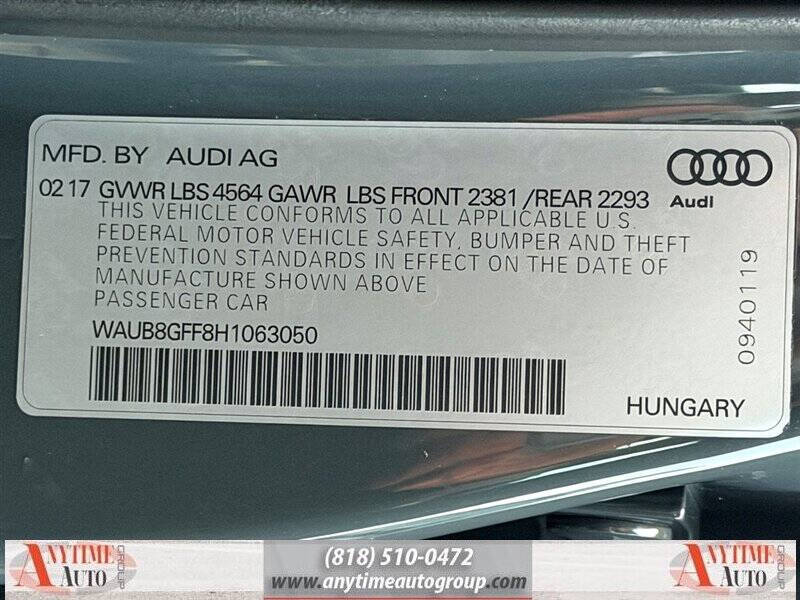 MFD. BY AUDI AG
Audi
02 17 GVWR LBS 4564 GAWR LBS FRONT 2381 /REAR 2293
THIS VEHICLE CONFORMS TO ALL APPLICABLE U.S.
FEDERAL MOTOR VEHICLE SAFETY, BUMPER AND THEFT
PREVENTION STANDARDS IN EFFECT ON THE DATE OF
MANUFACTURE SHOWN ABOVE
PASSENGER CAR
WAUB8GFF8H1063050
0940119
HUNGARY
ANYTIME
AUTO
GROUP
(818) 510-0472
www.anytimeautogroup.com
ANYTIME
AUTO
GROUP